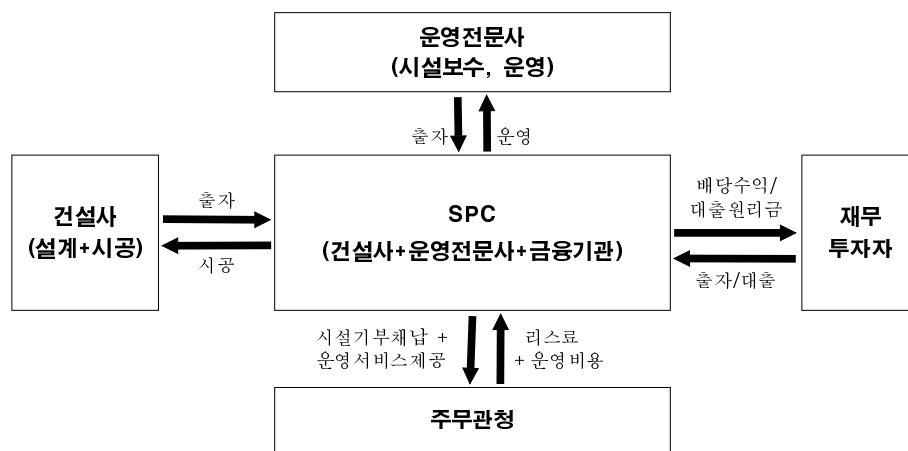 운영전문사
(시설보수, 운영)
출자
운영
건설사
(설계+시공)
출자
시공
SPC
(건설사+운영전문사+금융기관)
배당수익/
대출원리금
출자/대출
재무
투자자
시설기부채납 +
운영서비스제공
리스료
+ 운영비용
주무관청